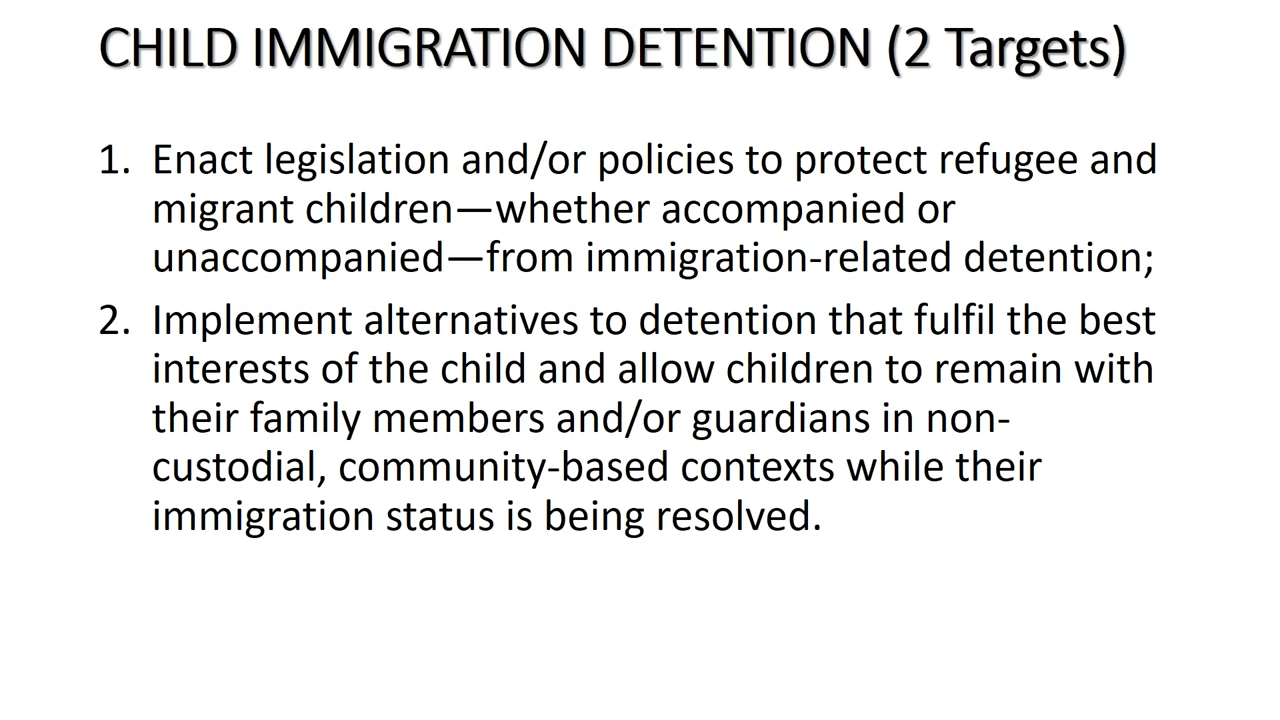 CHILD IMMIGRATION DETENTION (2 Targets)
1. Enact legislation and/or policies to protect refugee and
migrant children—whether accompanied or
unaccompanied—from immigration-related detention;
2. Implement alternatives to detention that fulfil the best
interests of the child and allow children to remain with
their family members and/or guardians in non-
custodial, community-based contexts while their
immigration status is being resolved.